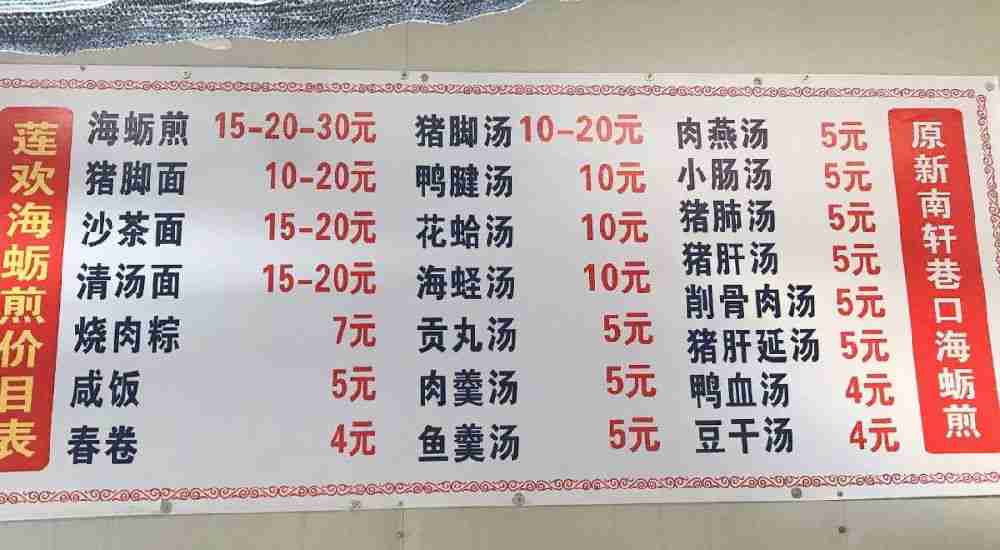 莲欢海蛎煎价目表
海蛎煎 15-20-30元
猪脚面 10-20元
沙茶面 15-20元
清汤面 15-20元
烧肉粽 7元
咸饭 5元
春卷 4元
猪脚汤 10-20元
鸭腱汤 10元
花蛤汤 10元
海蛏汤 10元
贡丸汤 5元
肉羹汤 5元
鱼羹汤 5元
肉燕汤 5元
小肠汤 5元
猪肺汤 5元
猪肝汤 5元
削骨肉汤 5元
猪肝延汤 5元
鸭血汤 4元
豆干汤 4元
原新南轩巷口海蛎煎